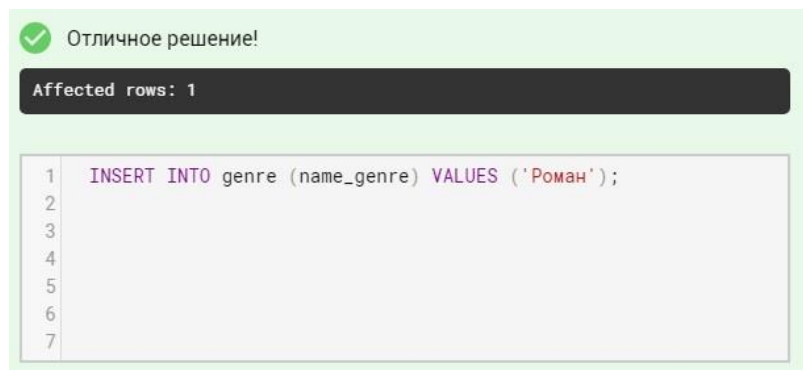 Отличное решение!
Affected rows: 1
1 INSERT INTO genre (name_genre) VALUES ('Роман');
2
3
4
5
6
7